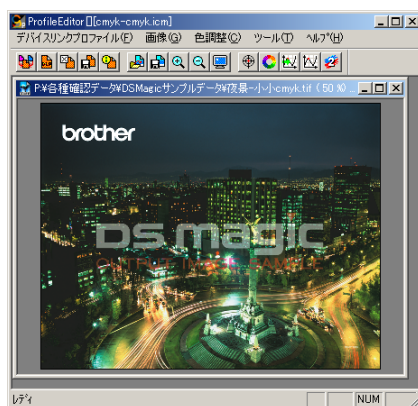 ProfileEditor [][cmyk-cmyk.icm]
デバイスリンクプロファイル(F) 画像(G) 色調整(C) ツール(T) ヘルプ(H)
P:¥各種確認データ¥DSMagicサンプルデータ¥夜景-小小cmyk.tif ( 50 %) ...
brother
DS magic
OUTPUT IMAGE SAMPLE
レディ
NUM